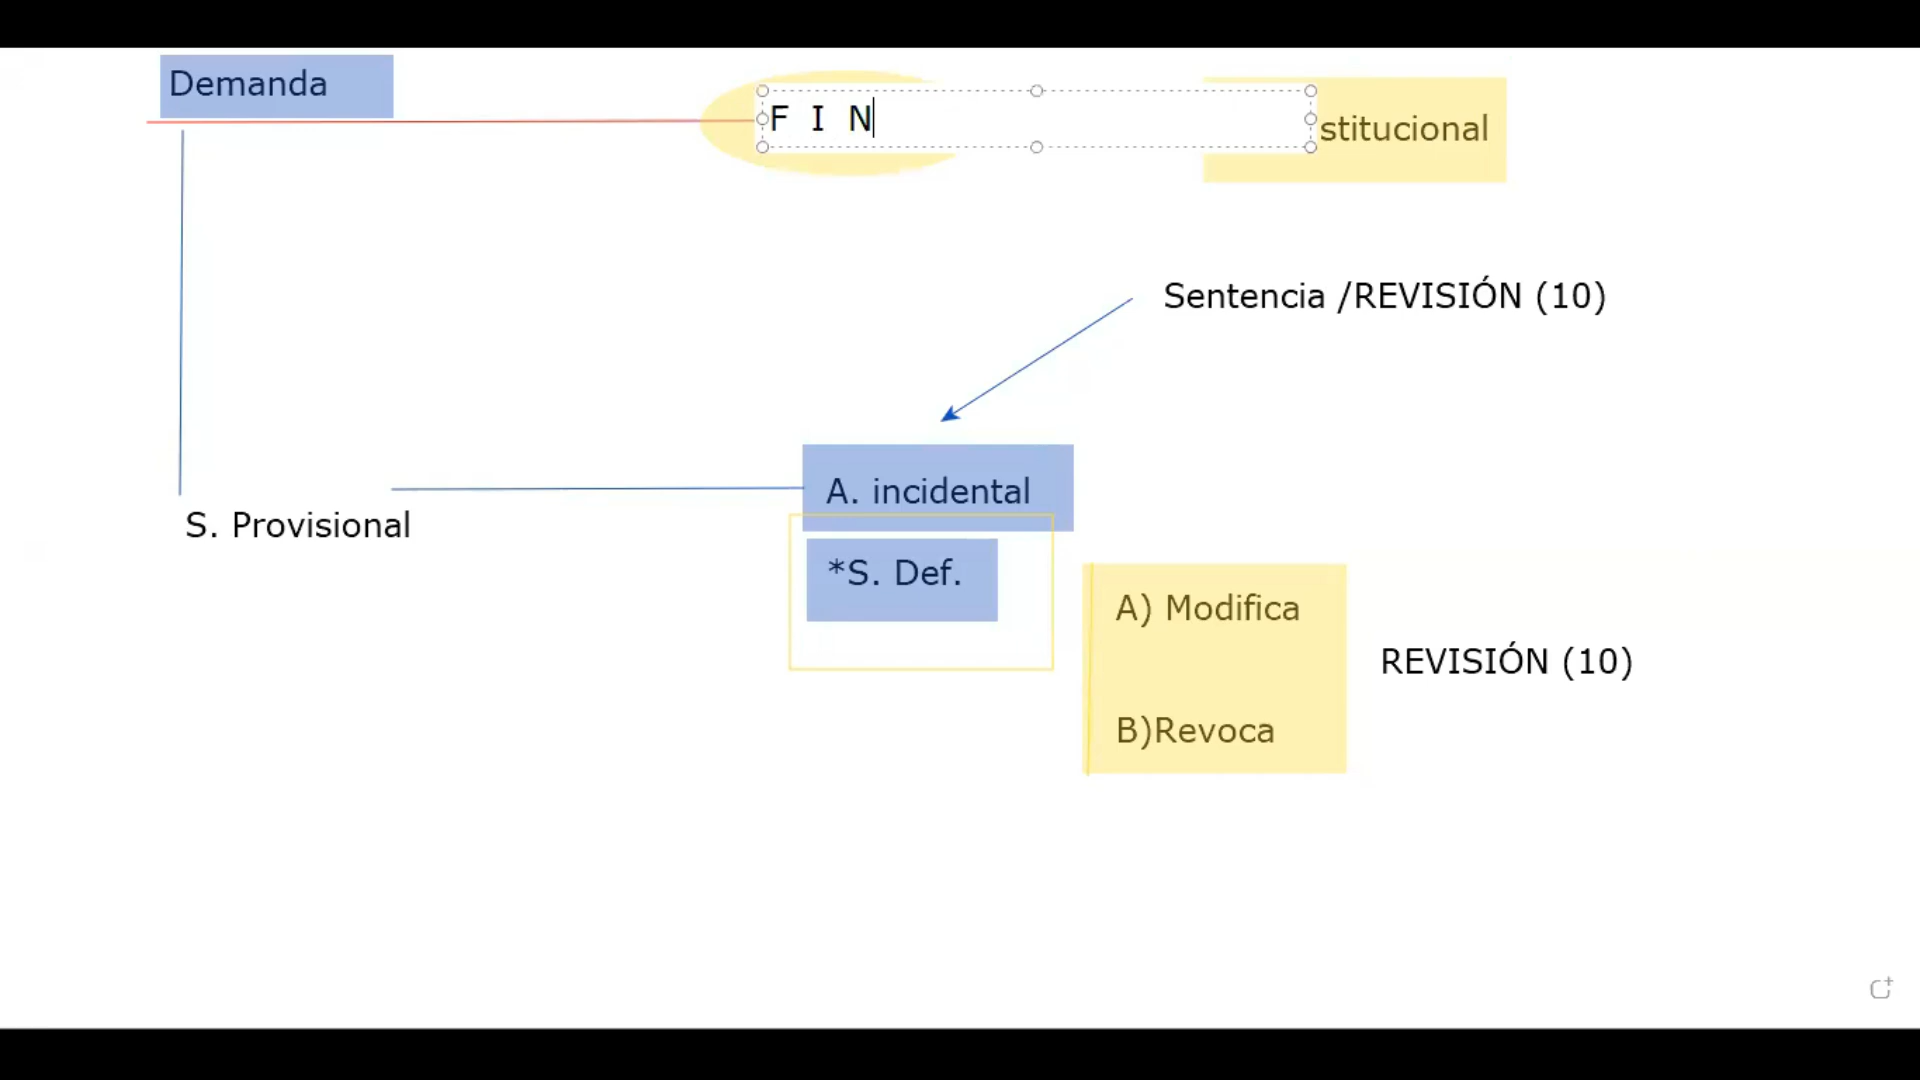 Demanda
F I N
stitucional
Sentencia /REVISIÓN (10)
A. incidental
S. Provisional
*S. Def.
A) Modifica
REVISIÓN (10)
B)Revoca